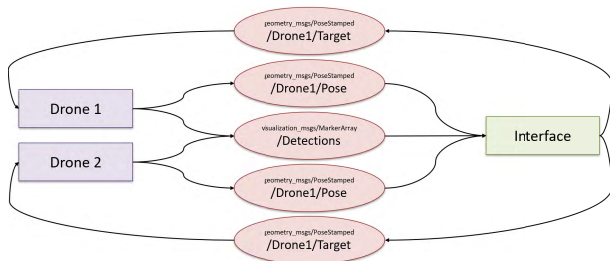 geometry_msgs/PoseStamped
/Drone1/Target
geometry_msgs/PoseStamped
/Drone1/Pose
Drone 1
visualization_msgs/MarkerArray
/Detections
Interface
Drone 2
geometry_msgs/PoseStamped
/Drone1/Pose
geometry_msgs/PoseStamped
/Drone1/Target